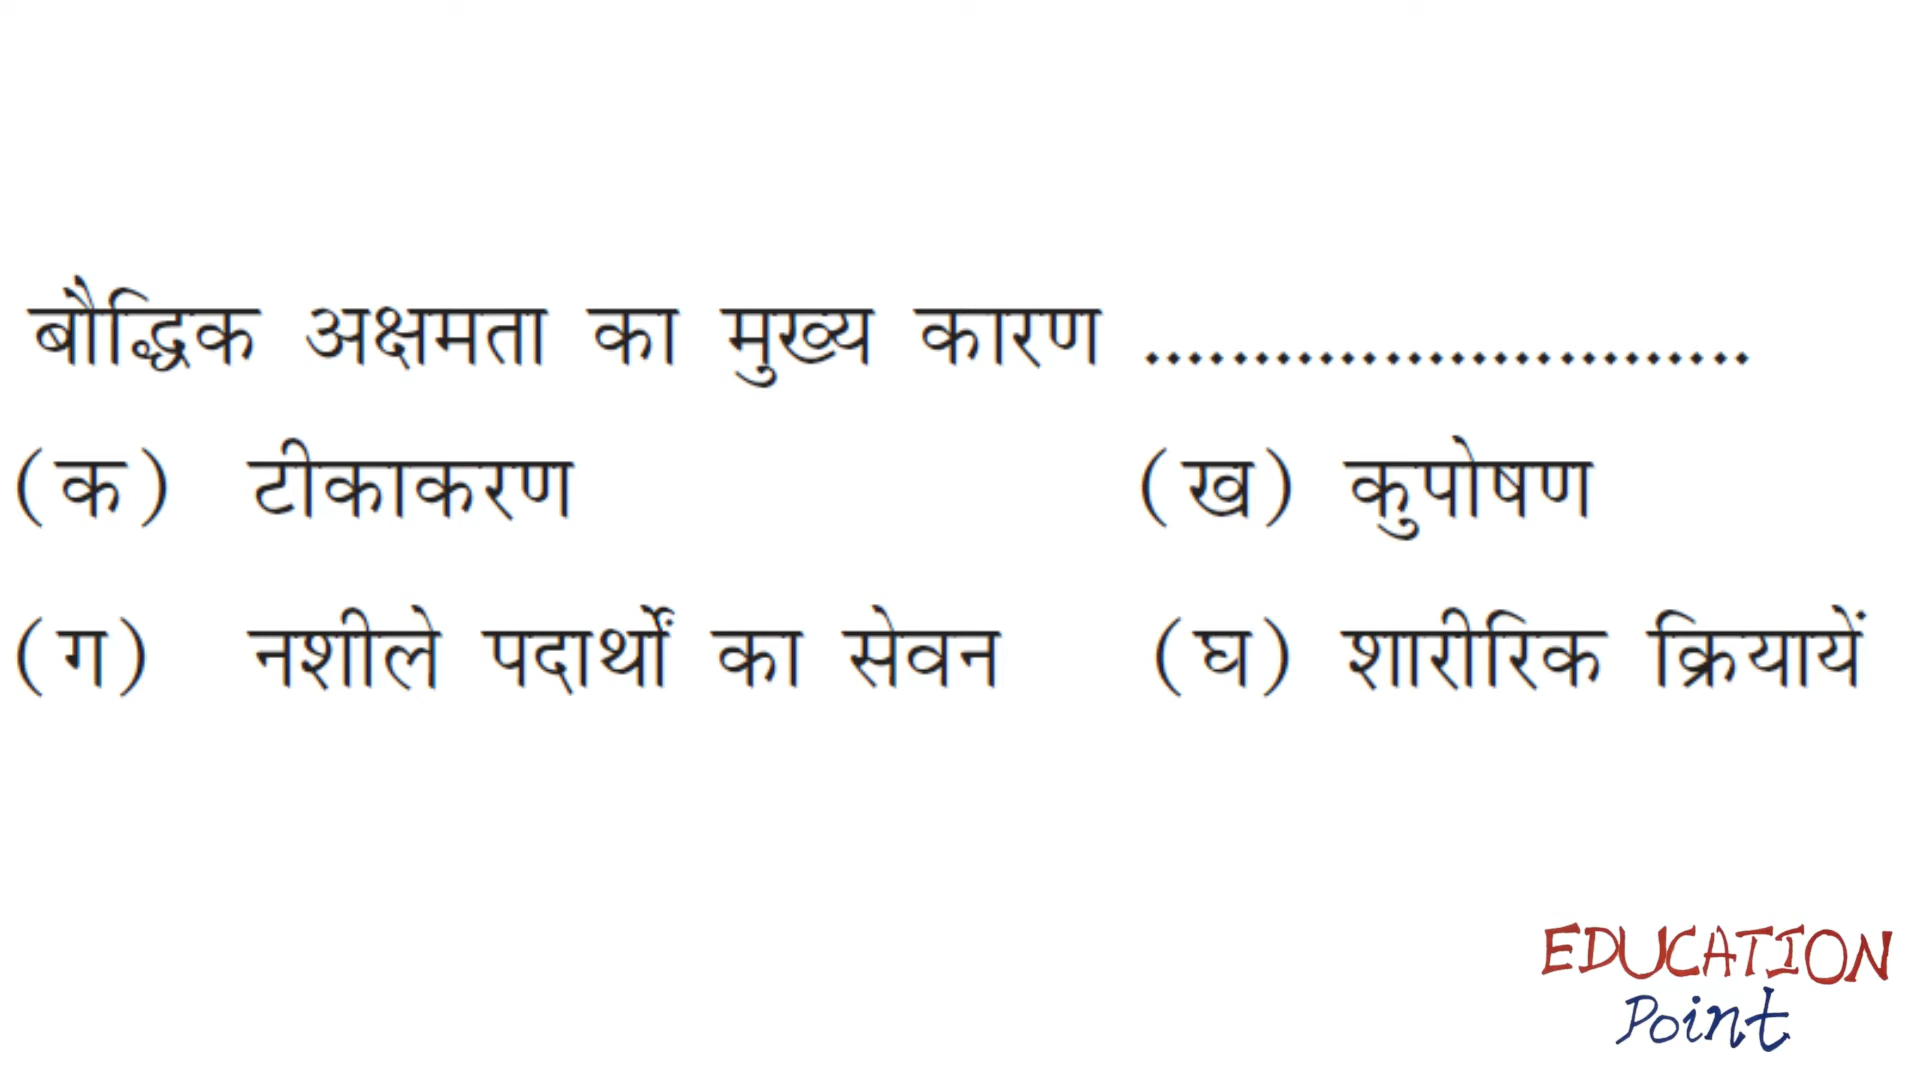 बौद्धिक अक्षमता का मुख्य कारण ............................
(क) टीकाकरण (ख) कुपोषण
(ग) नशीले पदार्थों का सेवन (घ) शारीरिक क्रियायें
EDUCATION
Point